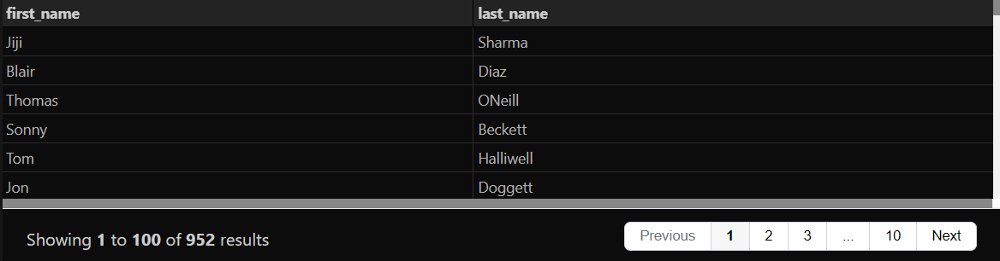 first_name last_name
Jiji Sharma
Blair Diaz
Thomas ONeill
Sonny Beckett
Tom Halliwell
Jon Doggett
Showing 1 to 100 of 952 results Previous 1 2 3 ... 10 Next